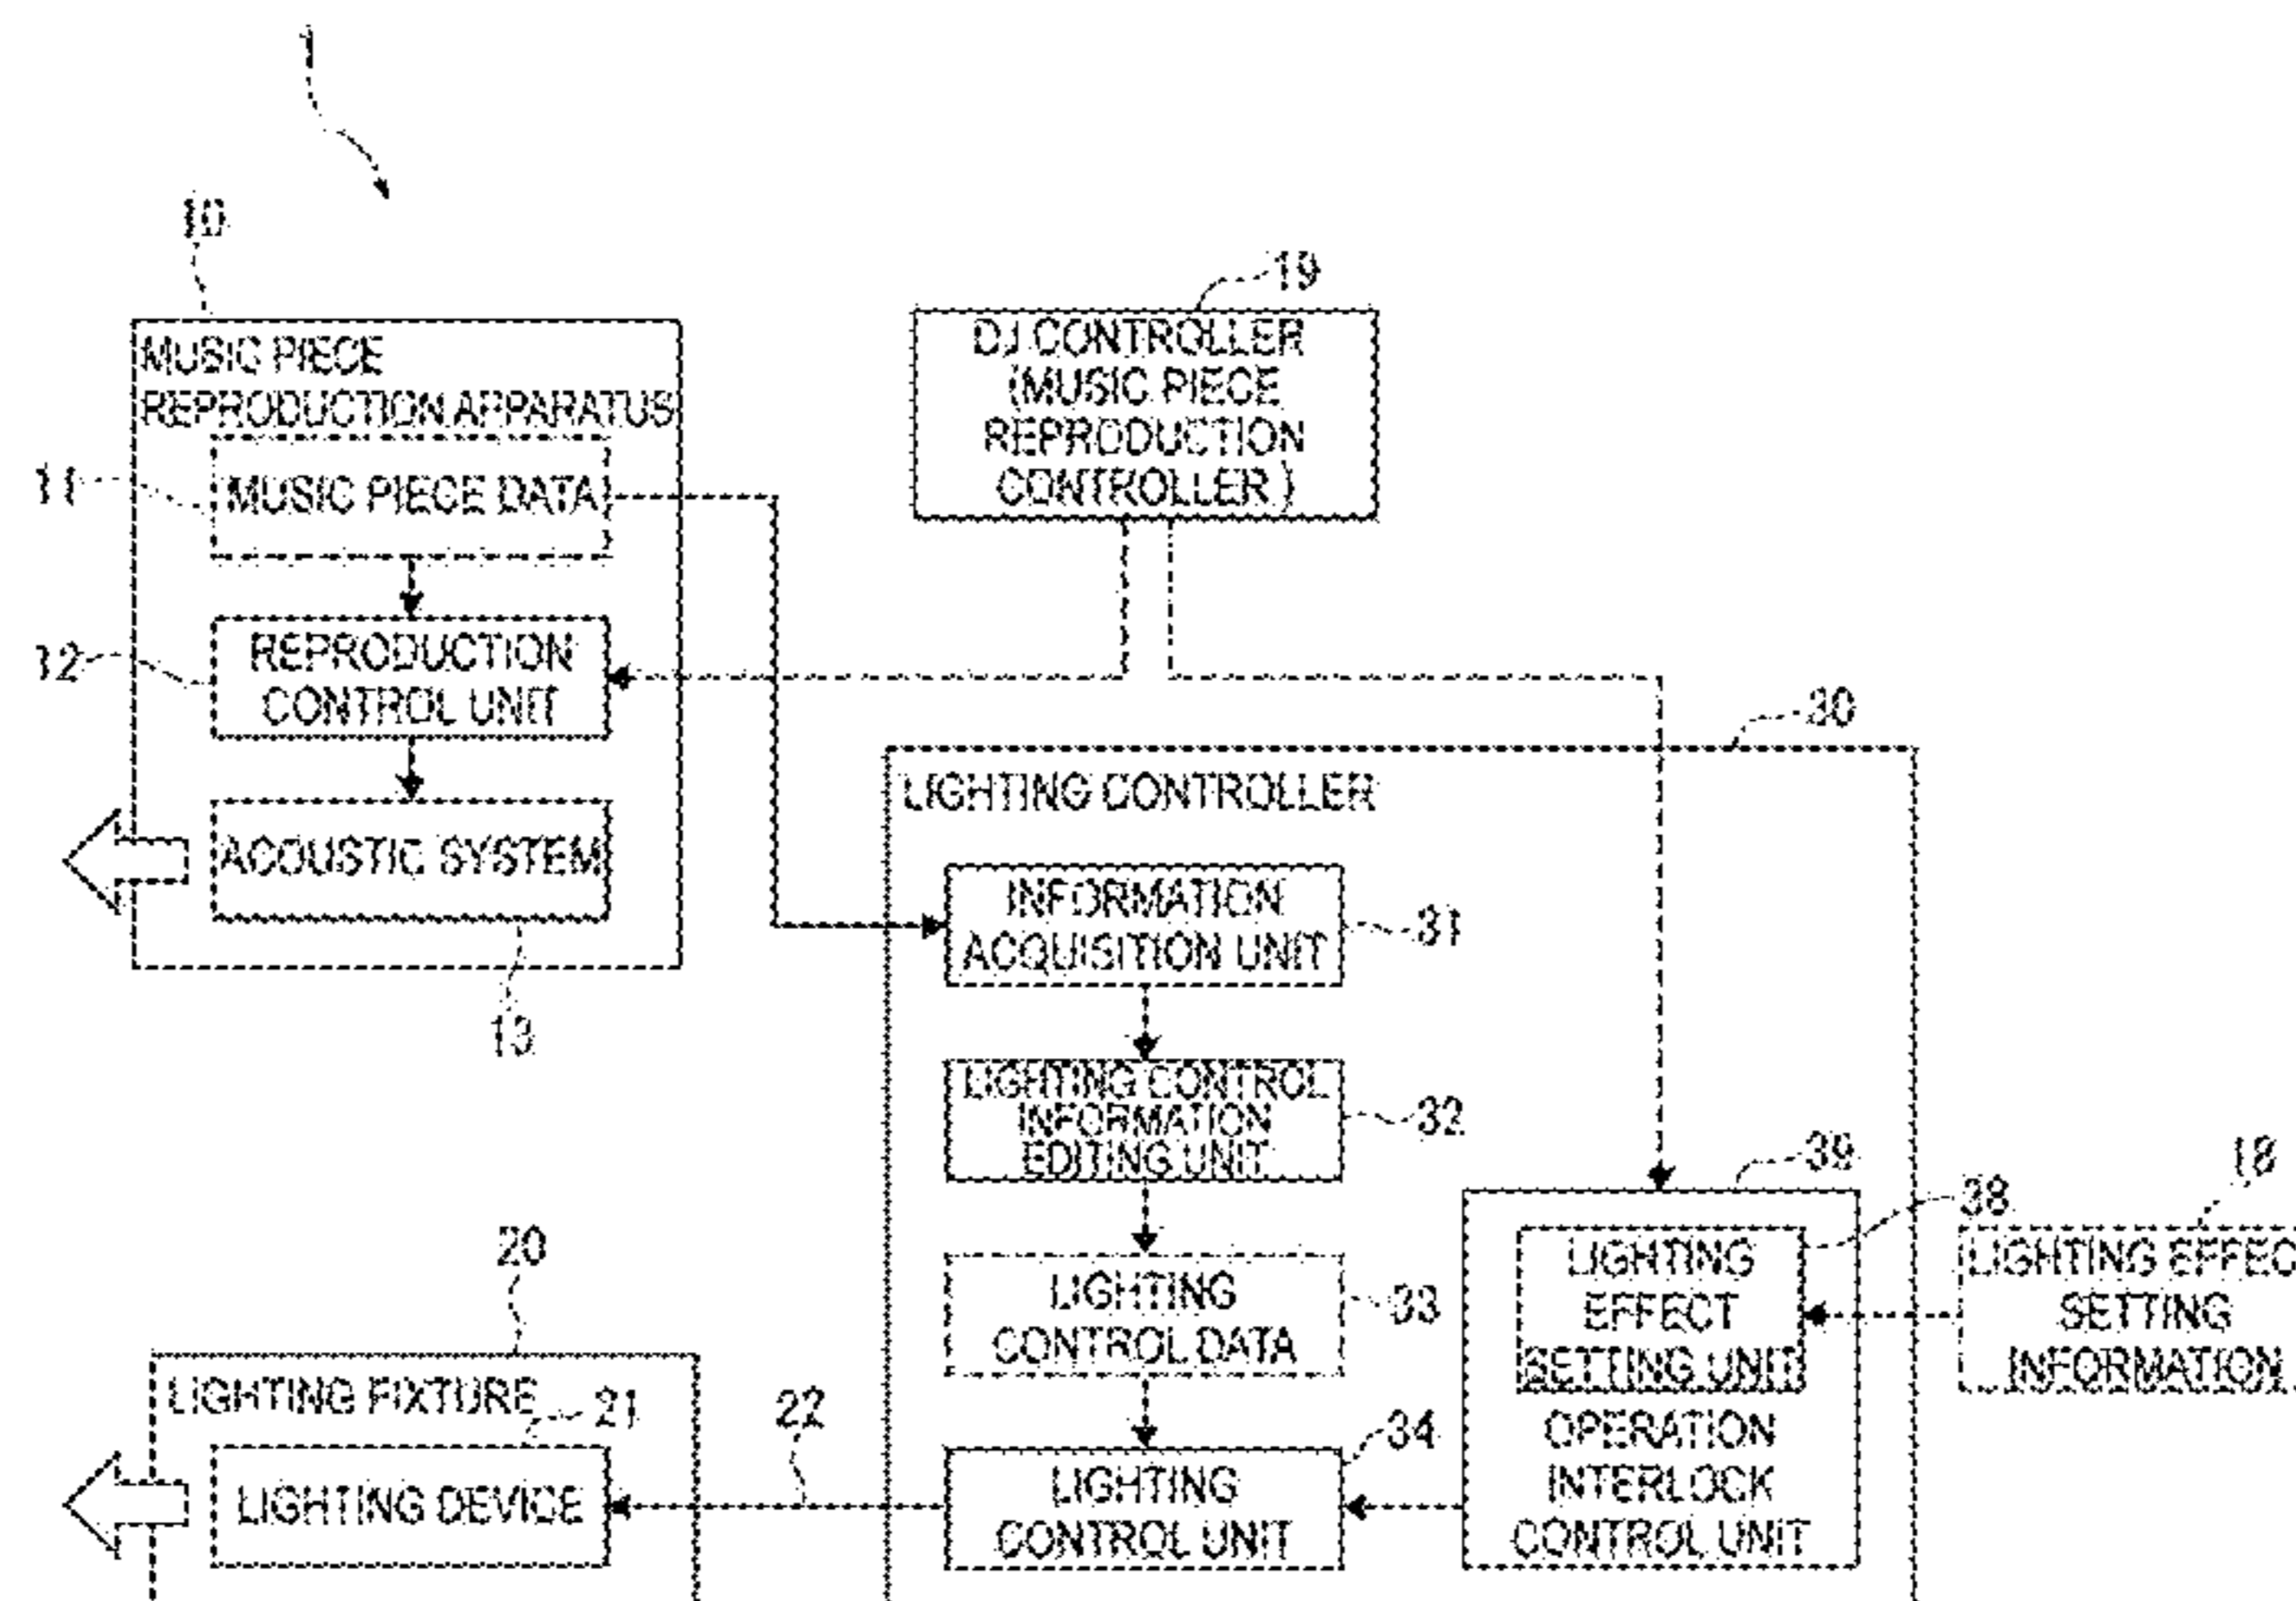 1
10
MUSIC PIECE
REPRODUCTION APPARATUS
11
MUSIC PIECE DATA
12
REPRODUCTION
CONTROL UNIT
ACOUSTIC SYSTEM
13
19
DJ CONTROLLER
(MUSIC PIECE
REPRODUCTION
CONTROLLER)
30
LIGHTING CONTROLLER
INFORMATION
ACQUISITION UNIT
31
LIGHTING CONTROL
INFORMATION
EDITING UNIT
32
LIGHTING
CONTROL DATA
33
LIGHTING
CONTROL UNIT
34
39
38
LIGHTING
EFFECT
SETTING UNIT
OPERATION
INTERLOCK
CONTROL UNIT
18
LIGHTING EFFEC
SETTING
INFORMATION
20
LIGHTING FIXTURE
21
LIGHTING DEVICE
22